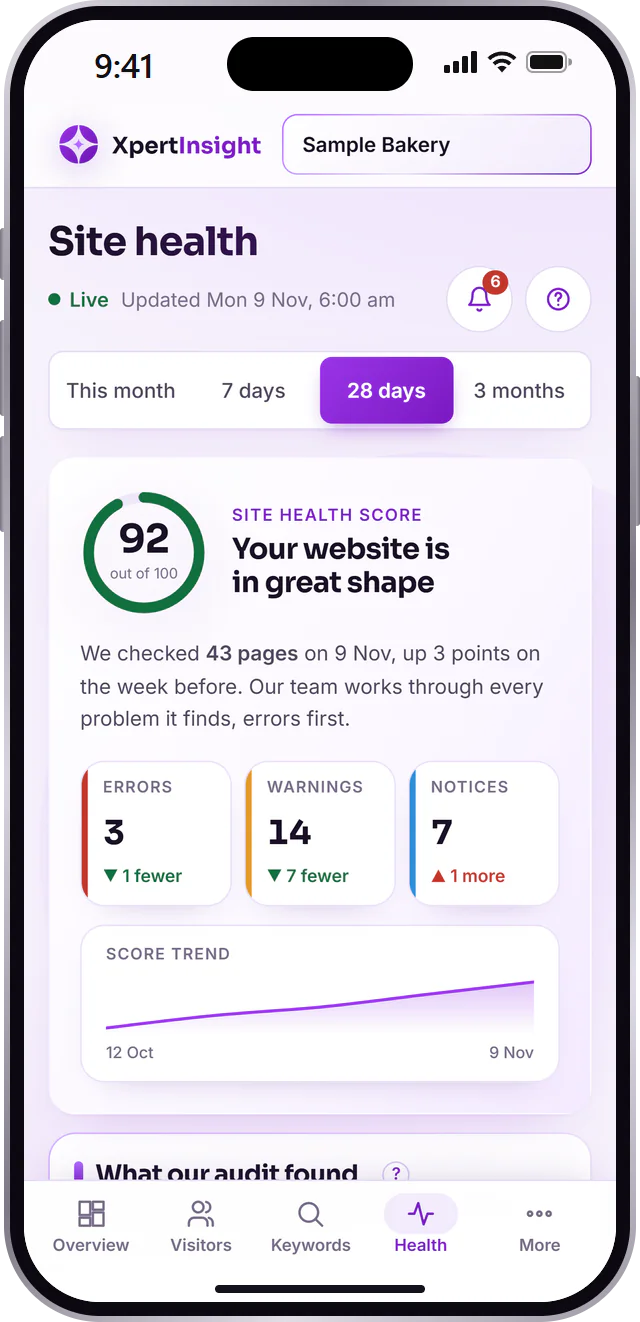 9:41
XpertInsight
Sample Bakery
Site health
Live Updated Mon 9 Nov, 6:00 am
6
?
This month 7 days 28 days 3 months
92
out of 100
SITE HEALTH SCORE
Your website is
in great shape
We checked 43 pages on 9 Nov, up 3 points on
the week before. Our team works through every
problem it finds, errors first.
ERRORS
3
▼ 1 fewer
WARNINGS
14
▼ 7 fewer
NOTICES
7
▲ 1 more
SCORE TREND
12 Oct 9 Nov
What our audit found ?
Overview Visitors Keywords Health More